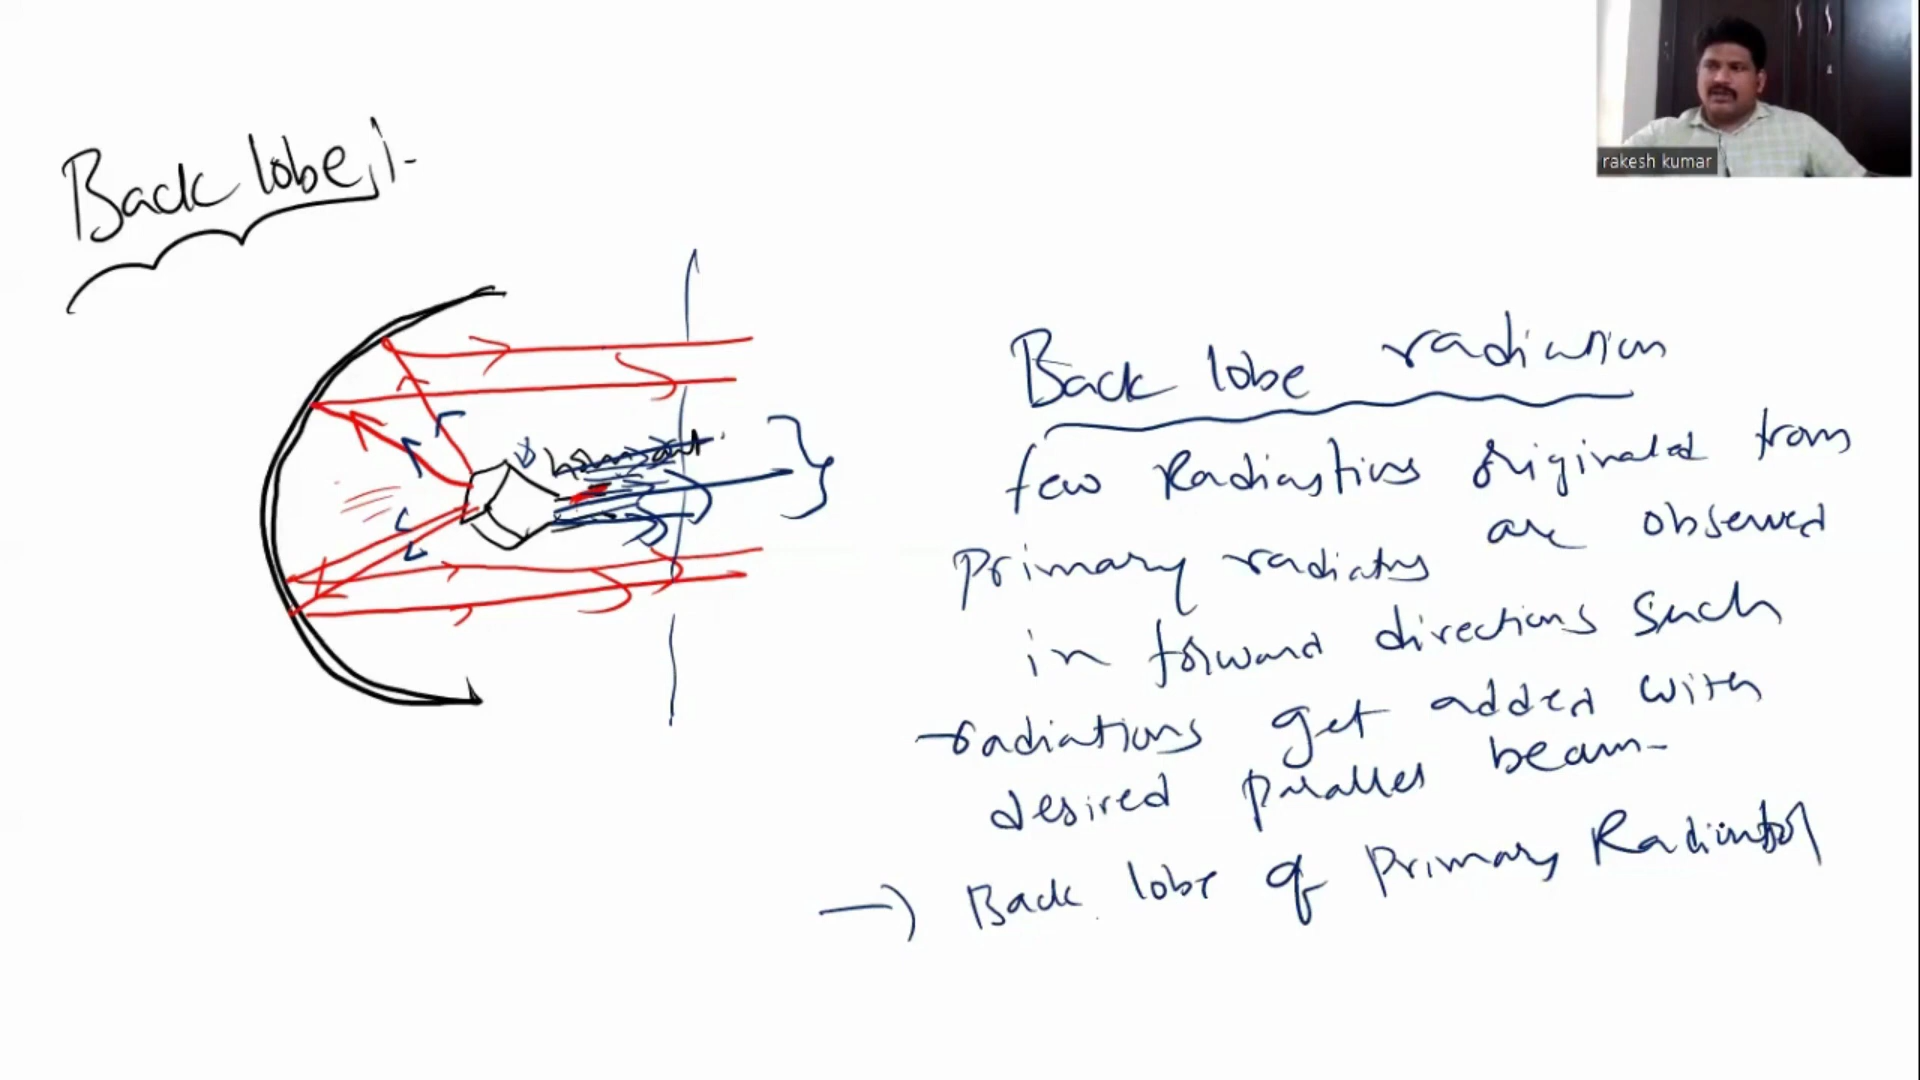 Back lobe :-
rakesh kumar
Back lobe radiation
few Radiations originated from
Primary radiatrs are observed
in forward directions such
radiations get added with
desired parallel beam-
→ Back lobe of Primary Radiator